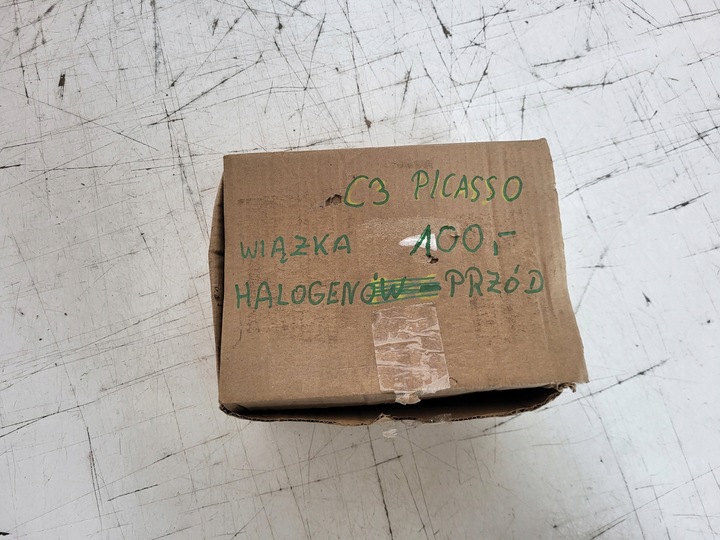 C3 PICASSO
WIĄZKA 100,-
HALOGENÓW - PRZÓD